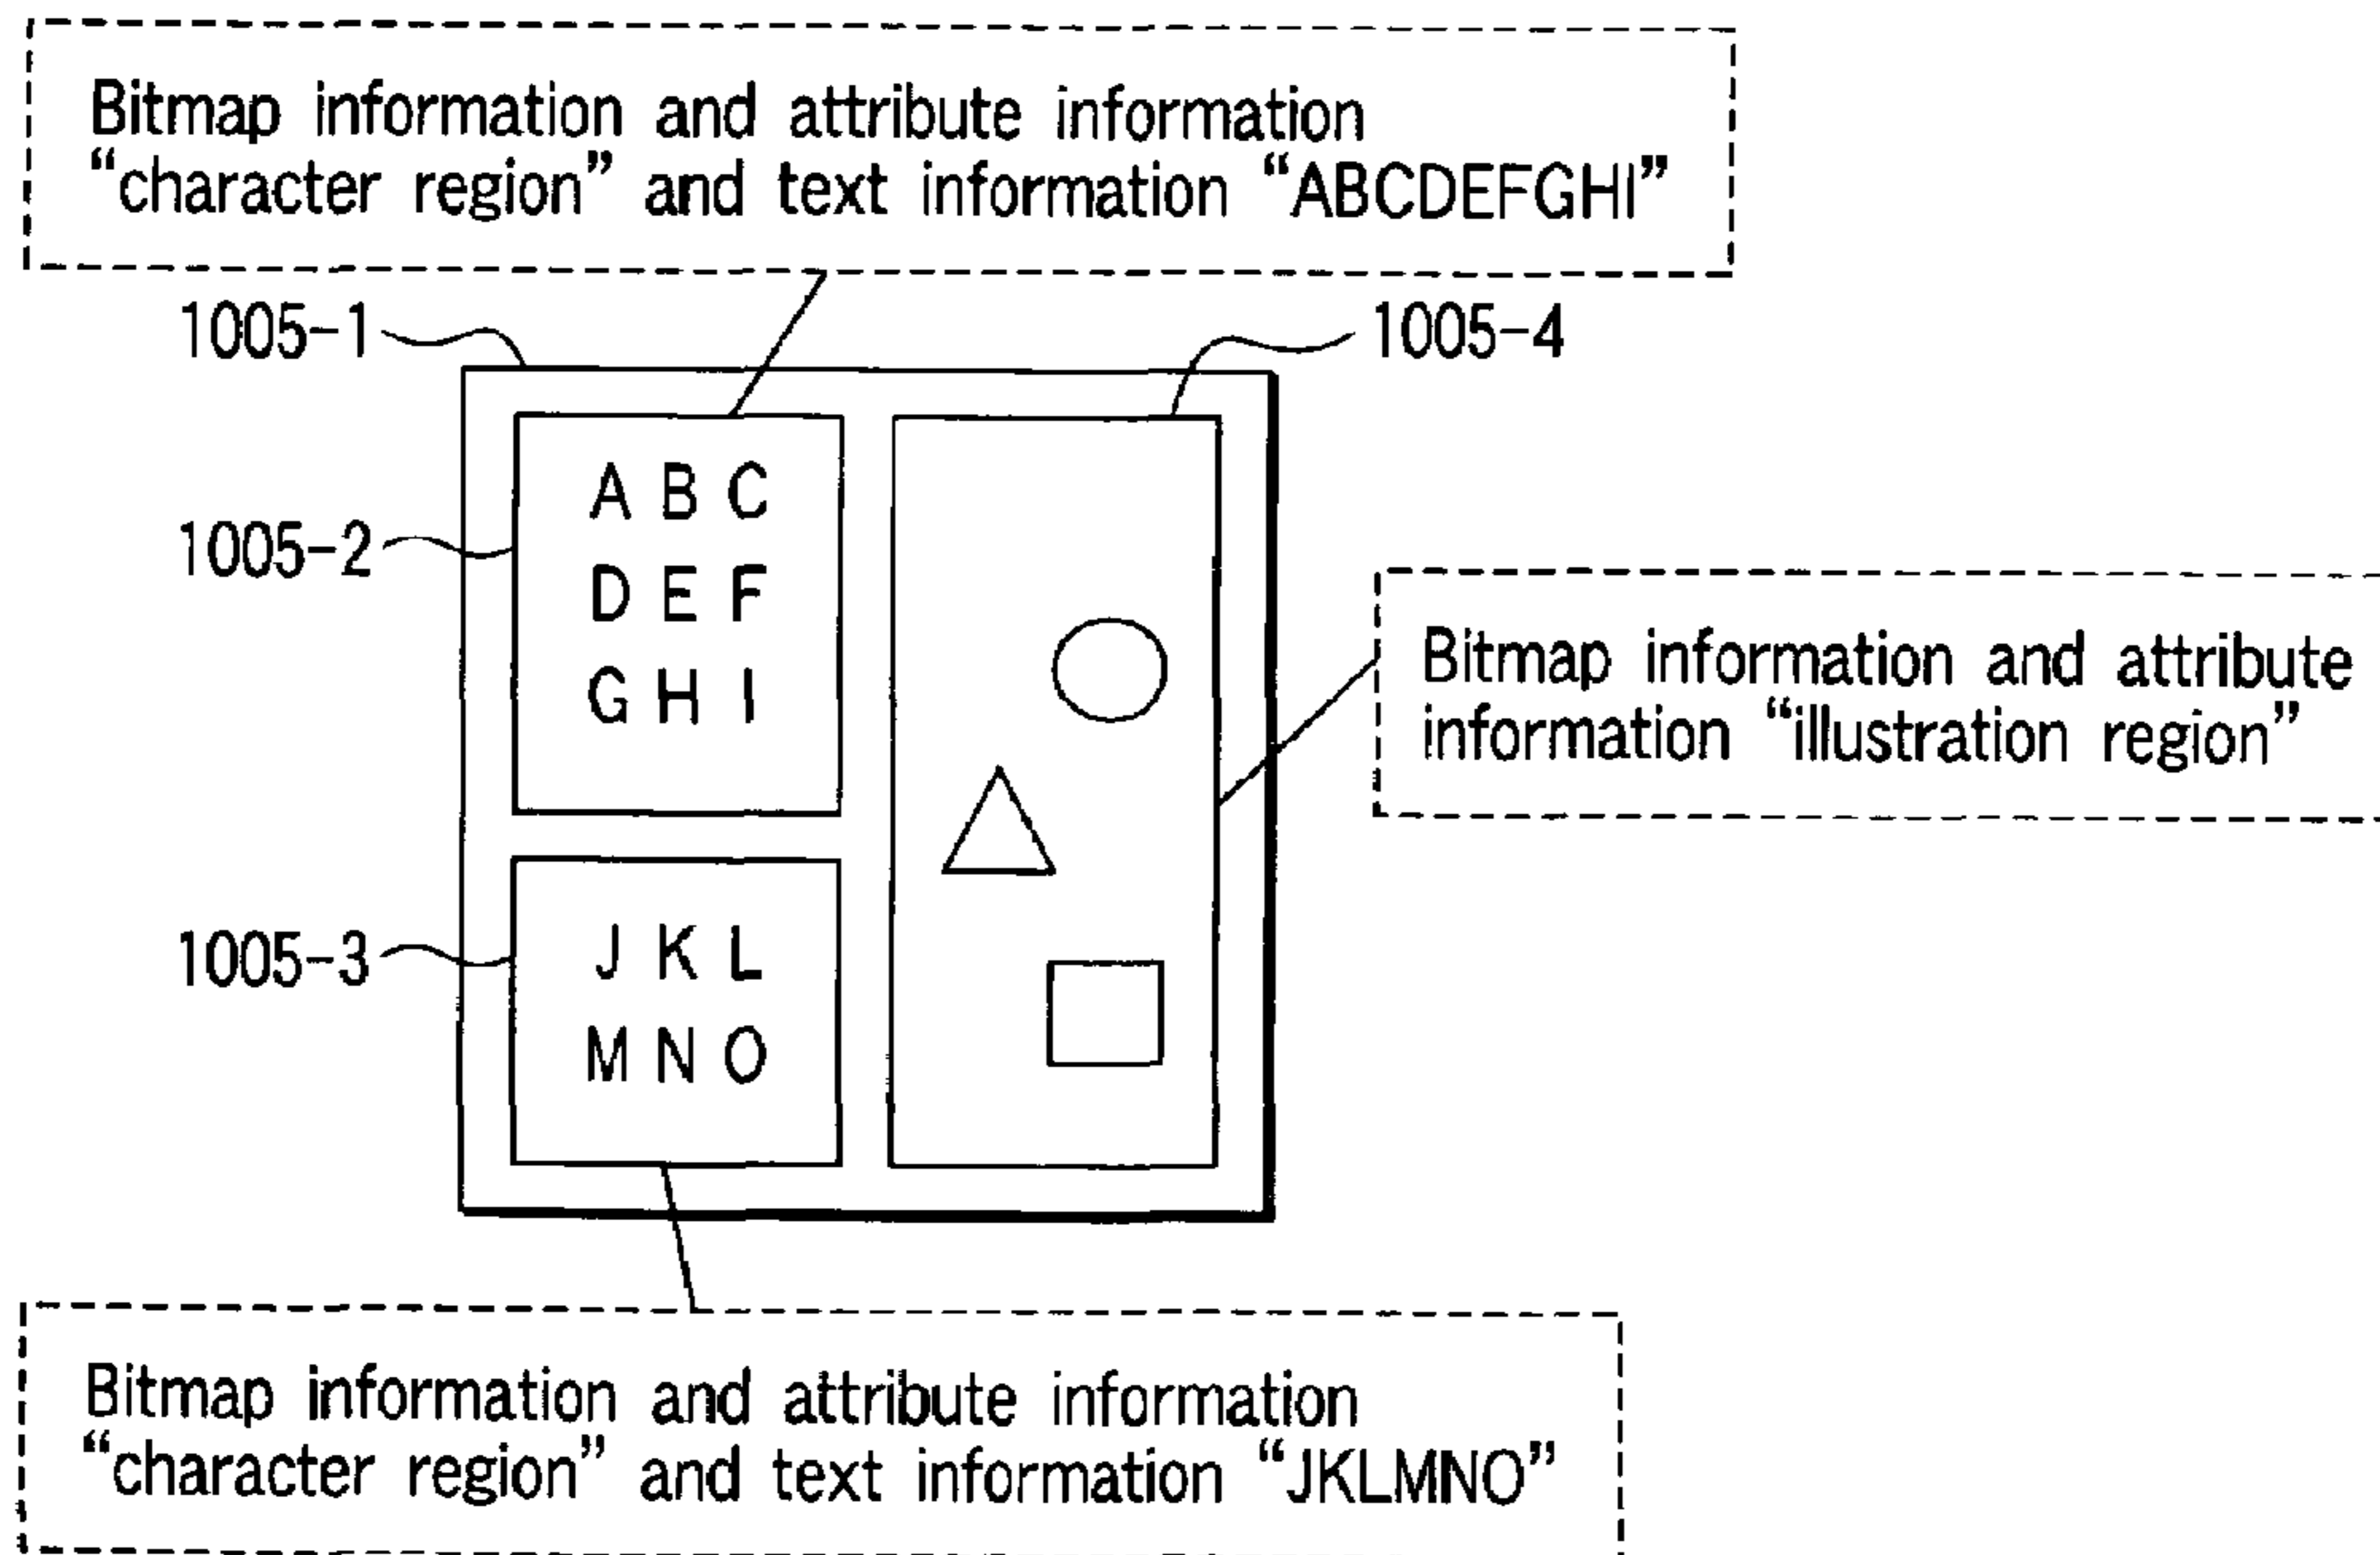 Bitmap information and attribute information
“character region” and text information “ABCDEFGHI”
1005-1
1005-4
A B C
1005-2
D E F
G H I
Bitmap information and attribute
information “illustration region”
1005-3
J K L
M N O
Bitmap information and attribute information
“character region” and text information “JKLMNO”